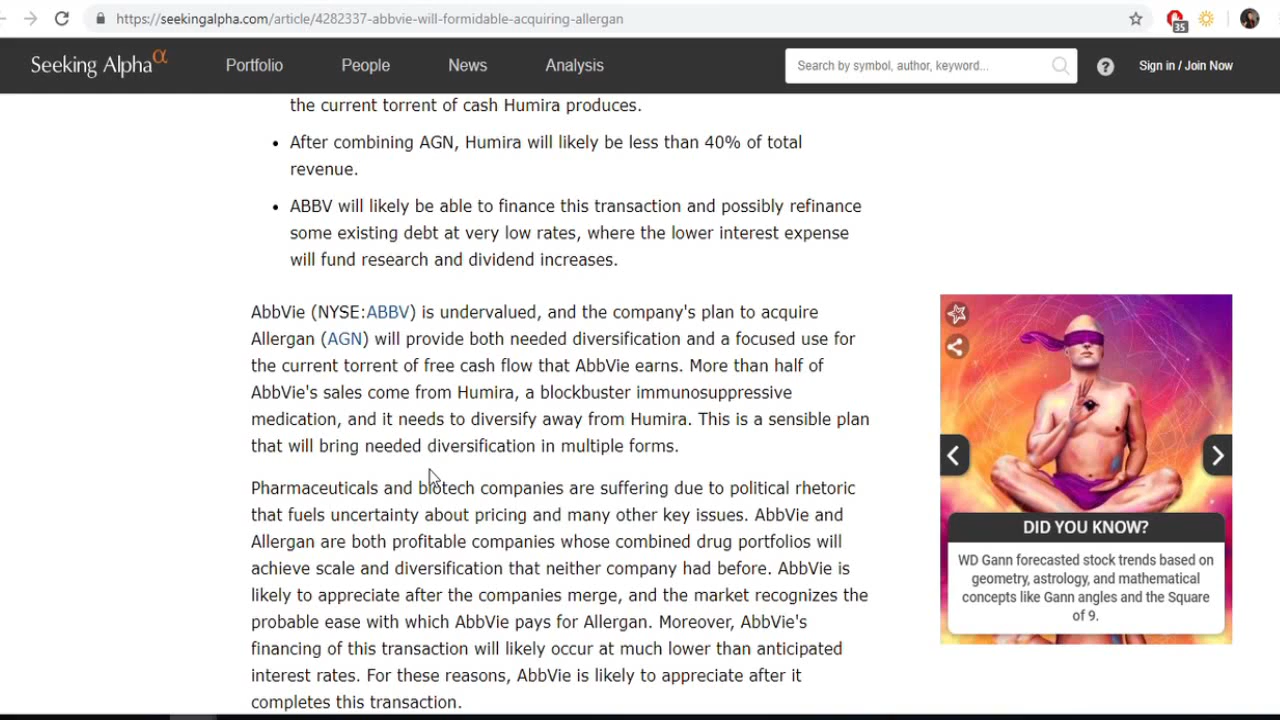 https://seekingalpha.com/article/4282337-abbvie-will-formidable-acquiring-allergan
35
Seeking Alpha α
Portfolio
People
News
Analysis
Search by symbol, author, keyword...
?
Sign in / Join Now
the current torrent of cash Humira produces.
• After combining AGN, Humira will likely be less than 40% of total
revenue.
• ABBV will likely be able to finance this transaction and possibly refinance
some existing debt at very low rates, where the lower interest expense
will fund research and dividend increases.
AbbVie (NYSE:ABBV) is undervalued, and the company's plan to acquire
Allergan (AGN) will provide both needed diversification and a focused use for
the current torrent of free cash flow that AbbVie earns. More than half of
AbbVie's sales come from Humira, a blockbuster immunosuppressive
medication, and it needs to diversify away from Humira. This is a sensible plan
that will bring needed diversification in multiple forms.
Pharmaceuticals and biotech companies are suffering due to political rhetoric
that fuels uncertainty about pricing and many other key issues. AbbVie and
Allergan are both profitable companies whose combined drug portfolios will
achieve scale and diversification that neither company had before. AbbVie is
likely to appreciate after the companies merge, and the market recognizes the
probable ease with which AbbVie pays for Allergan. Moreover, AbbVie's
financing of this transaction will likely occur at much lower than anticipated
interest rates. For these reasons, AbbVie is likely to appreciate after it
completes this transaction.
DID YOU KNOW?
WD Gann forecasted stock trends based on
geometry, astrology, and mathematical
concepts like Gann angles and the Square
of 9.